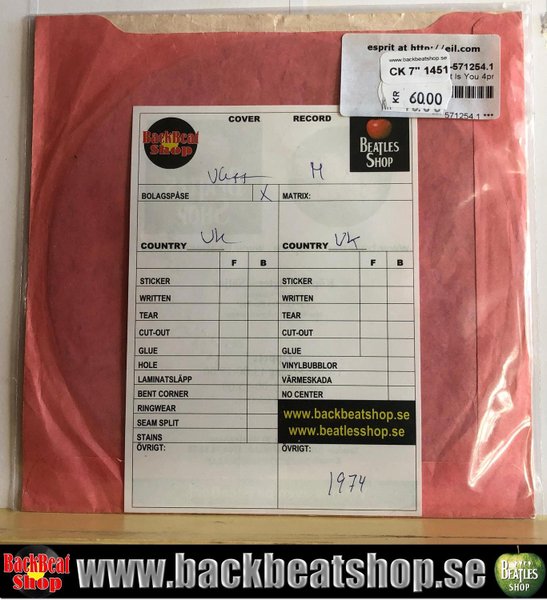 esprit at http://eil.com
www.backbeatshop.se
CK 7" 1451
-571254.1
t Is You 4pr
KR 60.00
571254.1 ***
COVER RECORD
BackBeat Shop
BEATLES SHOP
VG++ M
BOLAGSPÅSE X MATRIX:
COUNTRY UK COUNTRY UK
F B F B
STICKER STICKER
WRITTEN WRITTEN
TEAR TEAR
CUT-OUT CUT-OUT
GLUE GLUE
HOLE VINYLBUBBLOR
LAMINATSLÄPP VÄRMESKADA
BENT CORNER NO CENTER
RINGWEAR
SEAM SPLIT
STAINS
www.backbeatshop.se
www.beatlesshop.se
ÖVRIGT: ÖVRIGT:
1974
BackBeat Shop www.backbeatshop.se BEATLES SHOP